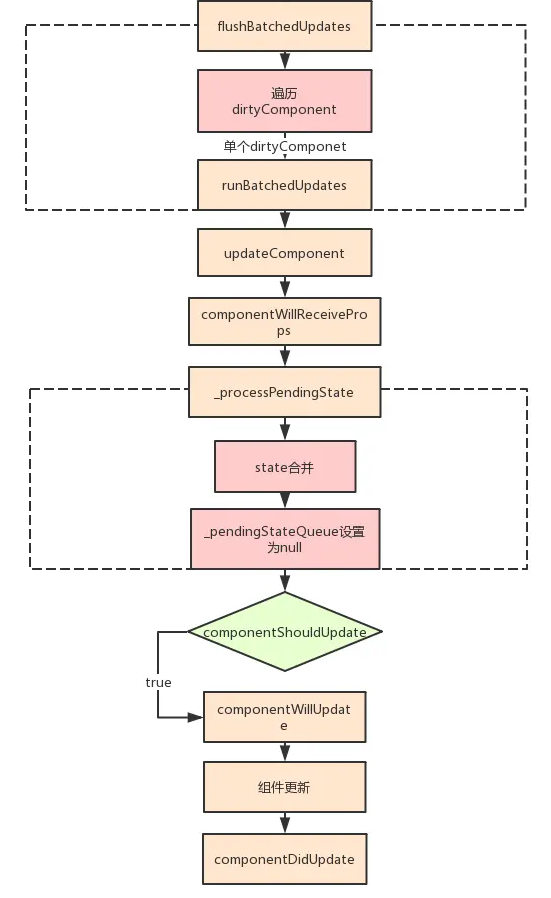 flushBatchedUpdates
遍历
dirtyComponent
单个dirtyComponet
runBatchedUpdates
updateComponent
componentWillReceivePro
ps
_processPendingState
state合并
_pendingStateQueue设置
为null
componentShouldUpdate
true
componentWillUpdat
e
组件更新
componentDidUpdate